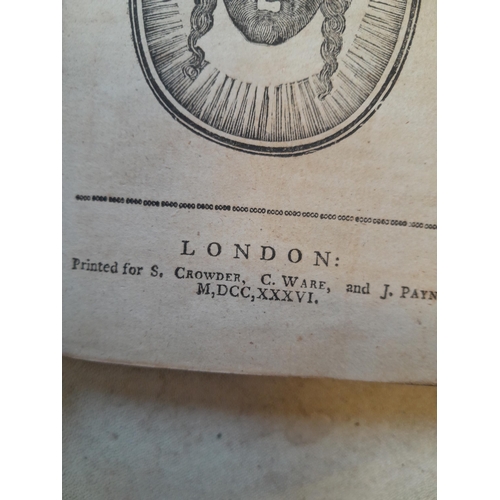 LONDON:
Printed for S. CROWDER, C. WARE, and J. PAYN
M,DCC,XXXVI.